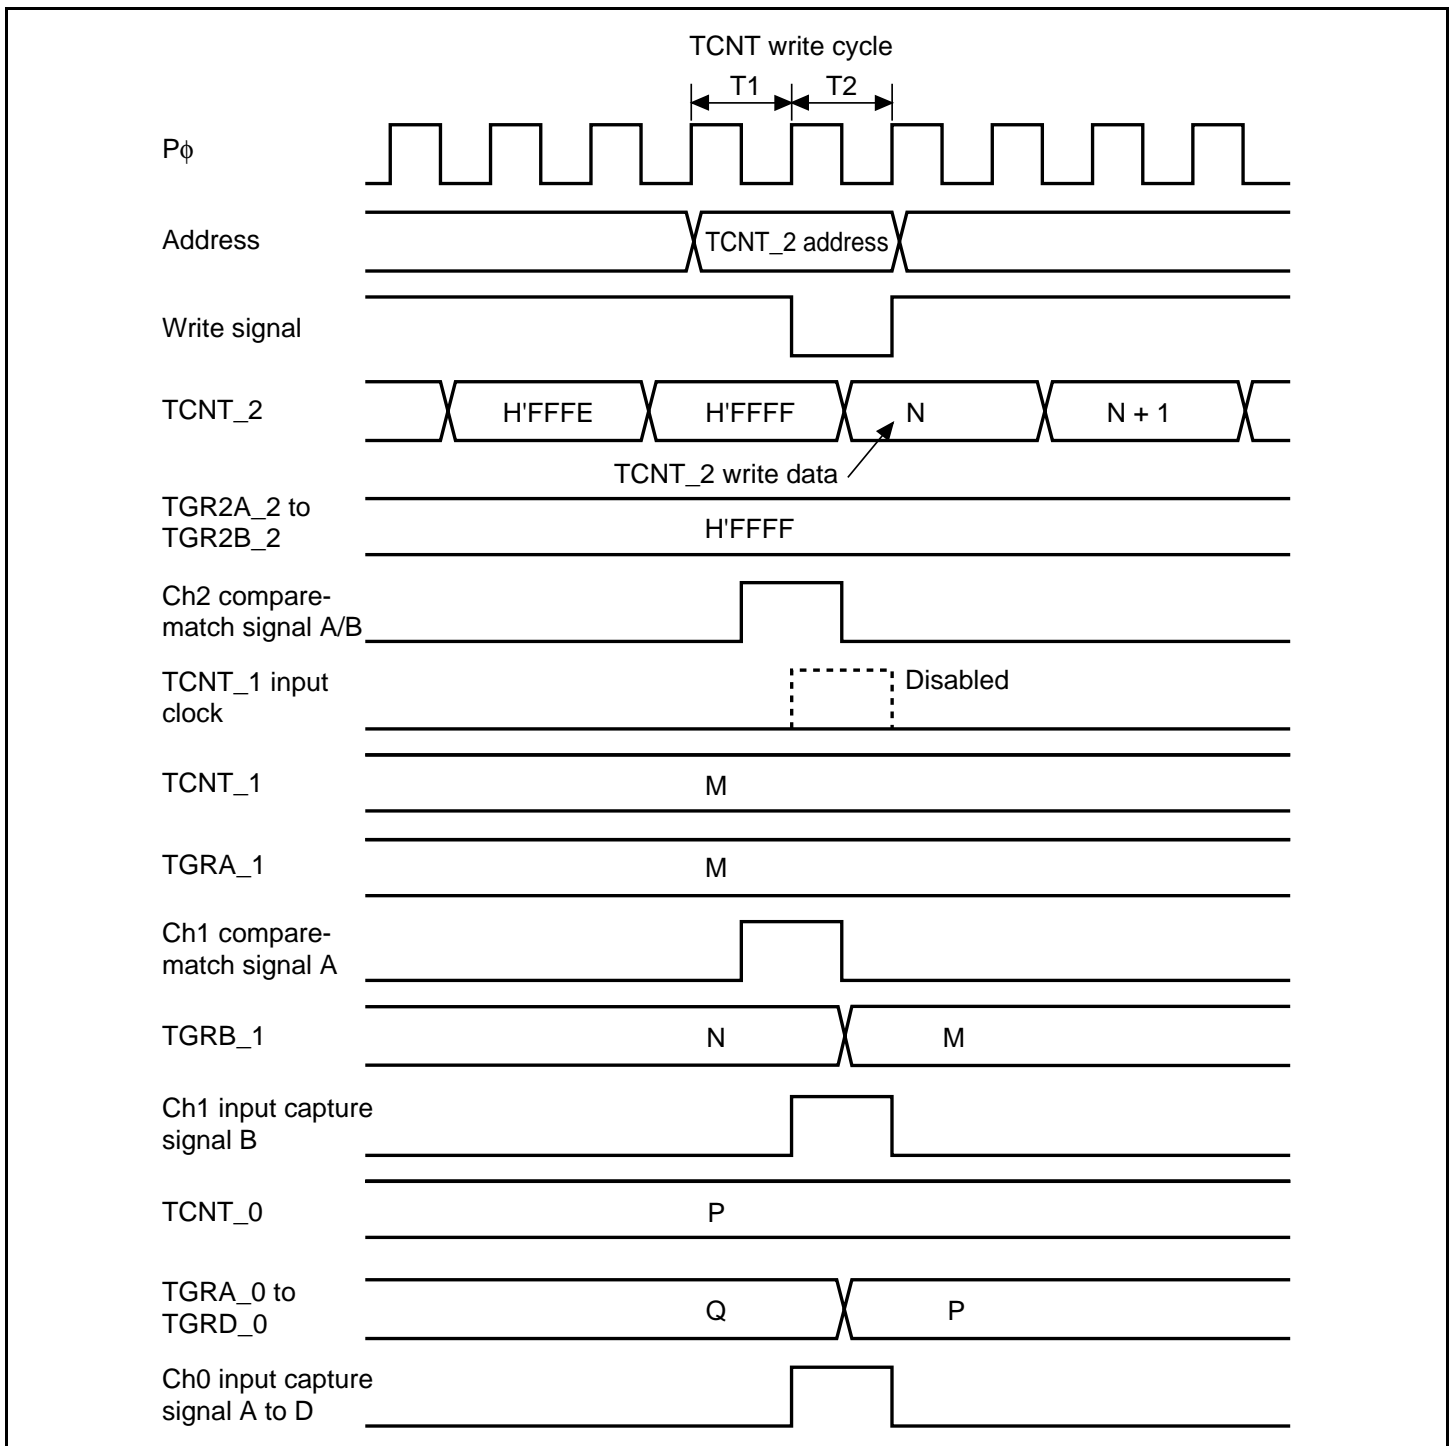 TCNT write cycle
T1 T2
Pϕ
Address
TCNT_2 address
Write signal
TCNT_2
H'FFFE H'FFFF N N + 1
TCNT_2 write data
TGR2A_2 to
TGR2B_2
H'FFFF
Ch2 compare-
match signal A/B
TCNT_1 input
clock
Disabled
TCNT_1
M
TGRA_1
M
Ch1 compare-
match signal A
TGRB_1
N M
Ch1 input capture
signal B
TCNT_0
P
TGRA_0 to
TGRD_0
Q P
Ch0 input capture
signal A to D